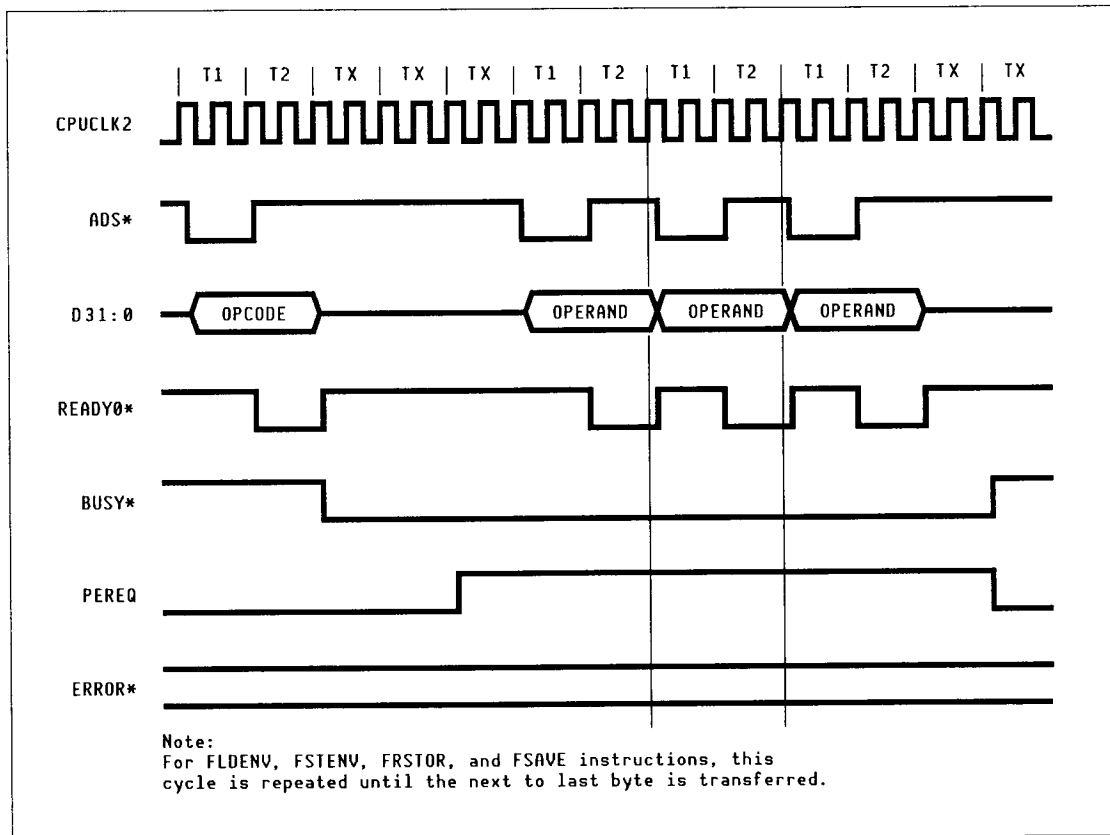 T1 T2 TX TX TX T1 T2 T1 T2 T1 T2 TX TX
CPUCLK2
ADS*
D31:0 OPCODE OPERAND OPERAND OPERAND
READY0*
BUSY*
PEREQ
ERROR*
Note:
For FLDENV, FSTENV, FRSTOR, and FSAVE instructions, this
cycle is repeated until the next to last byte is transferred.